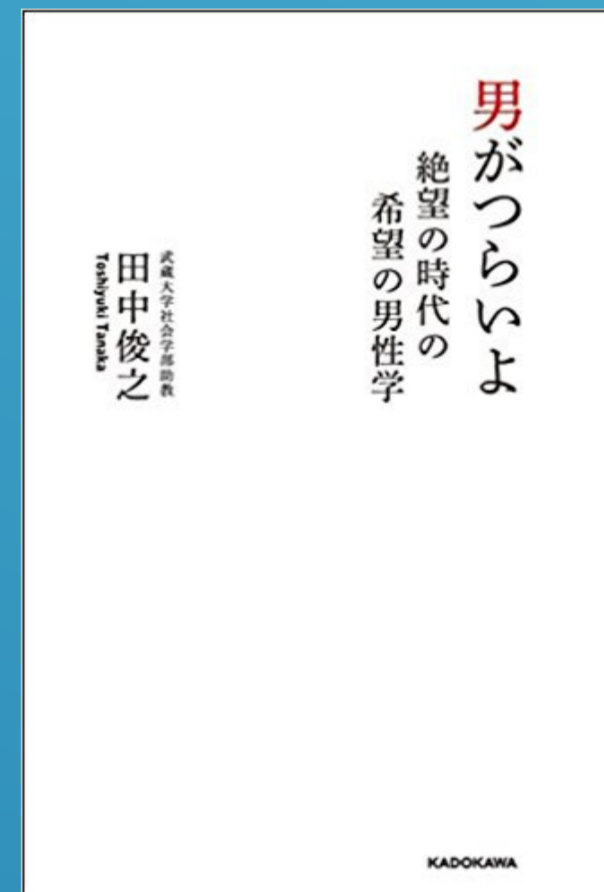 男がつらいよ
絶望の時代の
希望の男性学
武蔵大学社会学部助教
田中俊之
Toshiyuki Tanaka
KADOKAWA